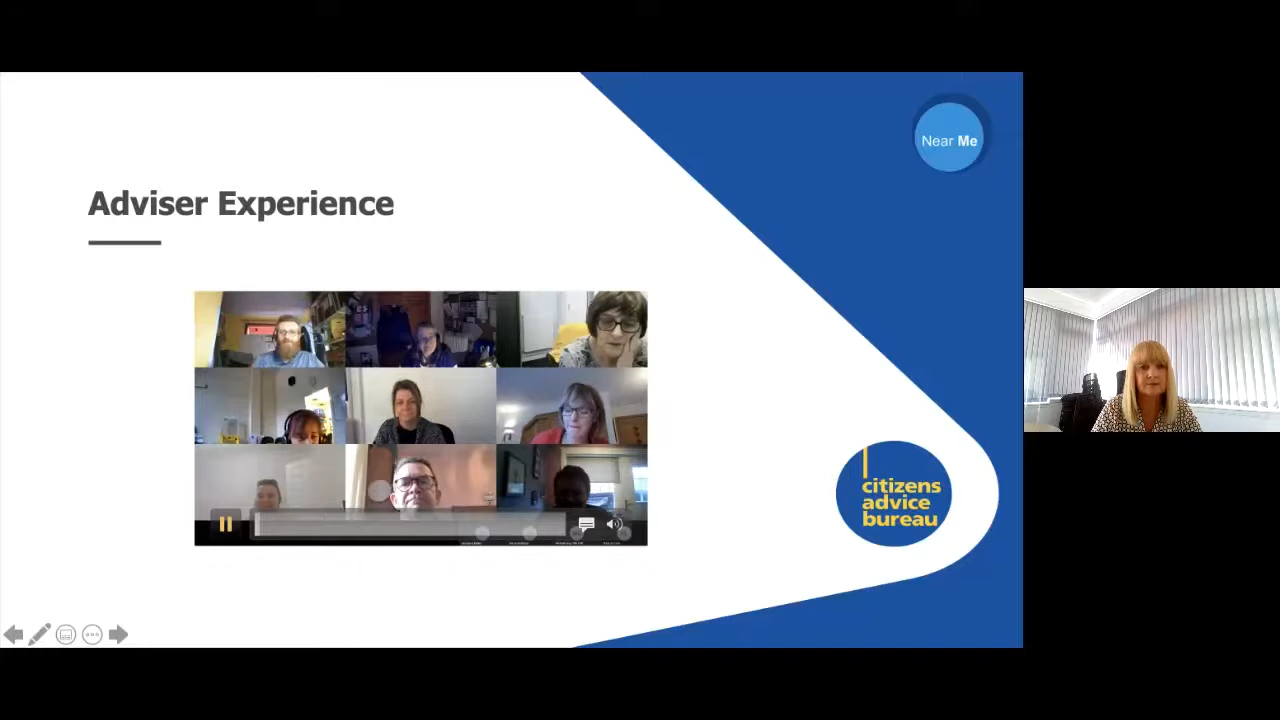 Near Me
Adviser Experience
citizens
advice
bureau